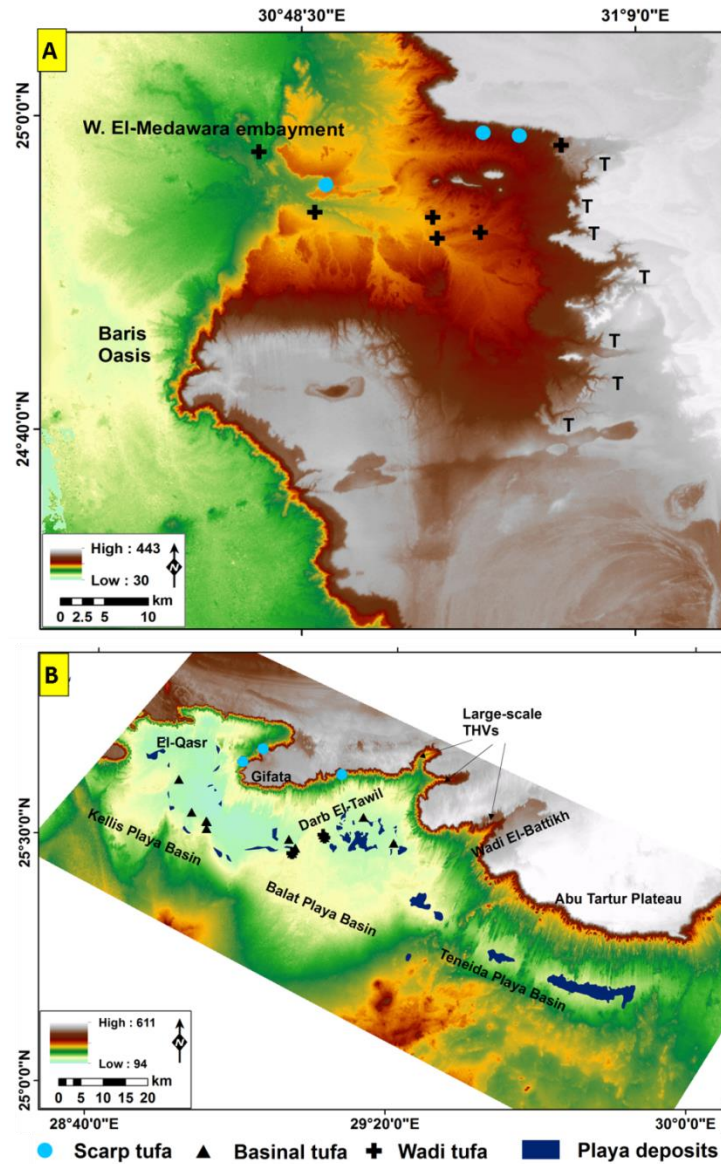 30°48'30"E 31°9'0"E
A
25°0'0"N
W. El-Medawara embayment
T
T
T
T
Baris
Oasis
T
T
T
24°40'0"N
High : 443
Low : 30
N
0 2.5 5 10
km
B
El-Qasr
Large-scale
THVs
Gifata
Darb El-Tawil
Wadi El-Battikh
25°30'0"N
Kellis Playa Basin
Balat Playa Basin
Abu Tartur Plateau
Teneida Playa Basin
High : 611
Low : 94
N
0 5 10 15 20
km
25°0'0"N
28°40'0"E 29°20'0"E 30°0'0"E
Scarp tufa Basinal tufa Wadi tufa Playa deposits